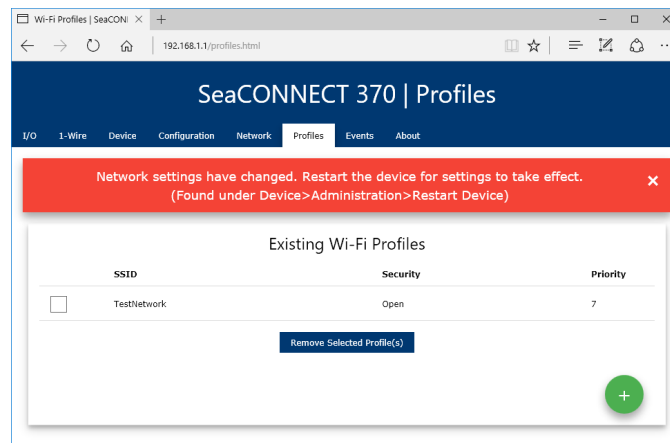 Wi-Fi Profiles | SeaCONI
192.168.1.1/profiles.html
SeaCONNECT 370 | Profiles
I/O 1-Wire Device Configuration Network Profiles Events About
Network settings have changed. Restart the device for settings to take effect.
(Found under Device>Administration>Restart Device)
Existing Wi-Fi Profiles
SSID Security Priority
TestNetwork Open 7
Remove Selected Profile(s)
+